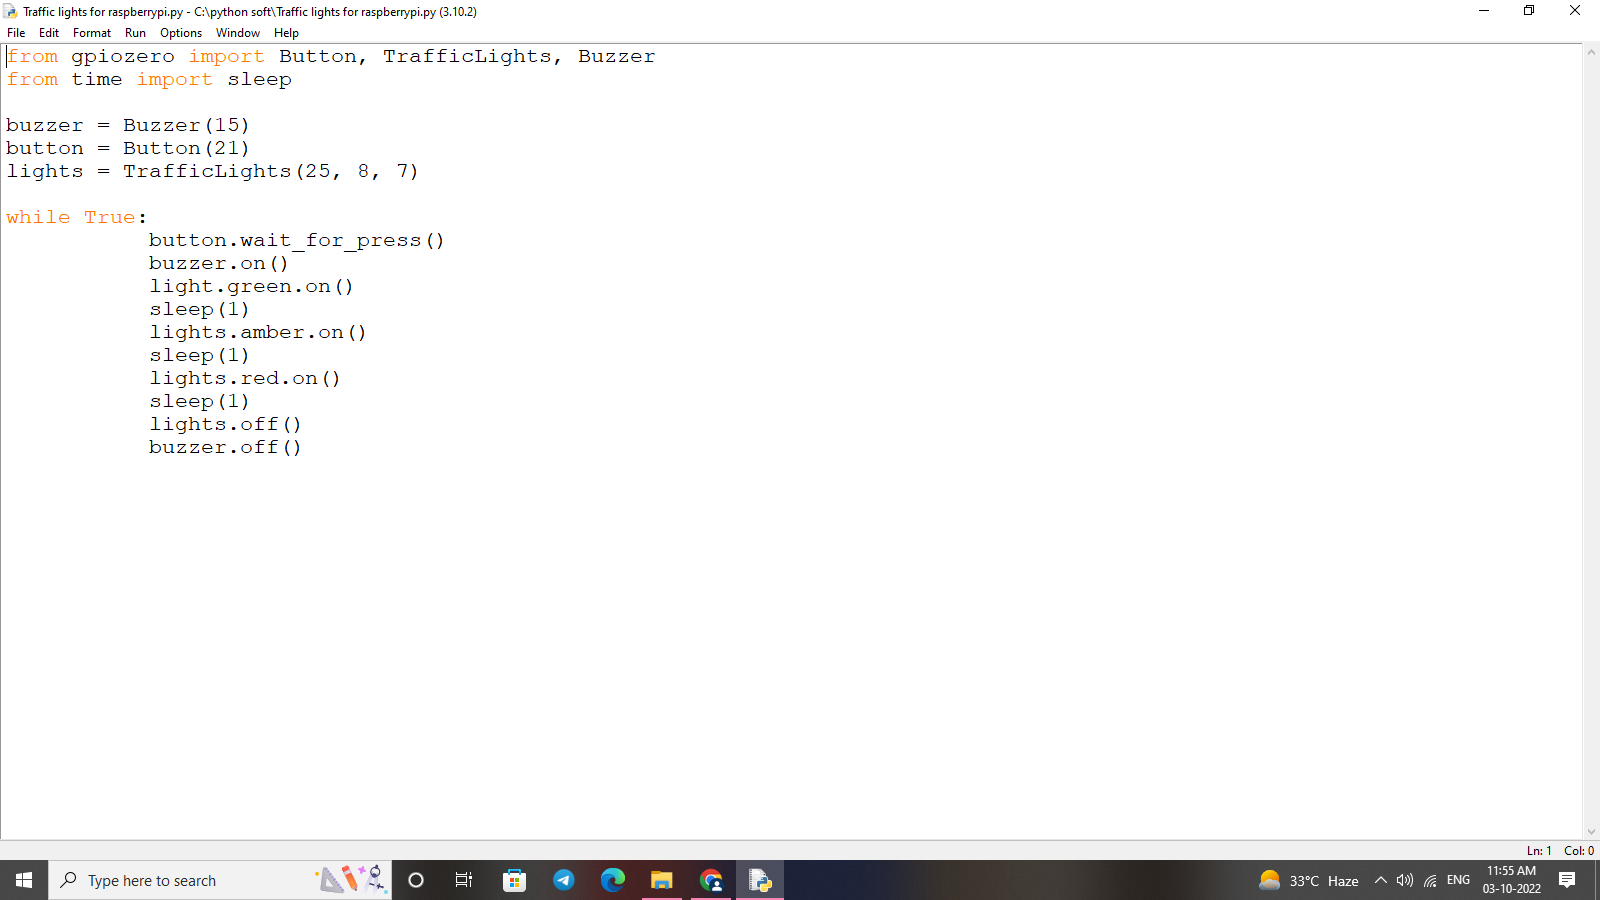 Traffic lights for raspberrypi.py - C:\python soft\Traffic lights for raspberrypi.py (3.10.2)
File Edit Format Run Options Window Help
from gpiozero import Button, TrafficLights, Buzzer
from time import sleep
buzzer = Buzzer(15)
button = Button(21)
lights = TrafficLights(25, 8, 7)
while True:
button.wait_for_press()
buzzer.on()
light.green.on()
sleep(1)
lights.amber.on()
sleep(1)
lights.red.on()
sleep(1)
lights.off()
buzzer.off()
Ln: 1 Col: 0
Type here to search
33°C Haze
ENG
11:55 AM
03-10-2022